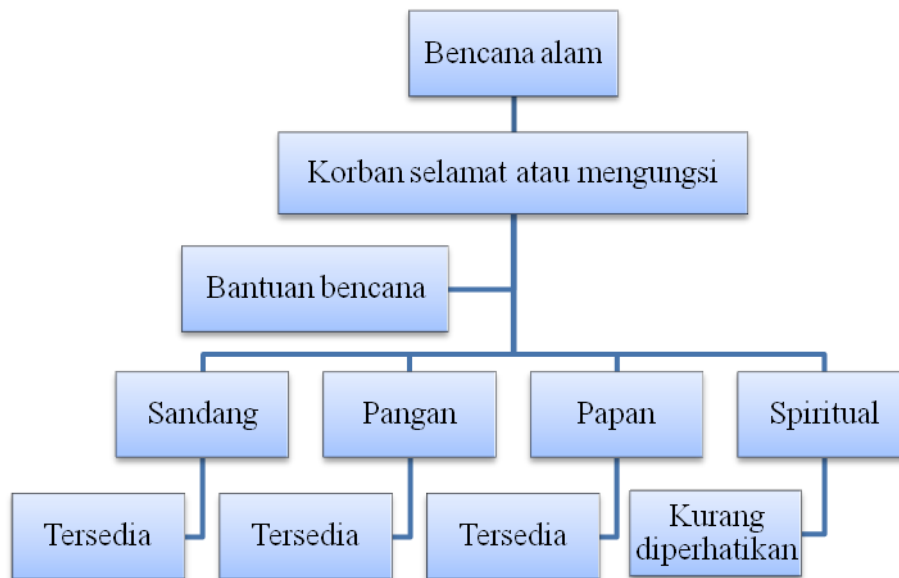 Bencana alam
Korban selamat atau mengungsi
Bantuan bencana
Sandang
Pangan
Papan
Spiritual
Tersedia
Tersedia
Tersedia
Kurang
diperhatikan